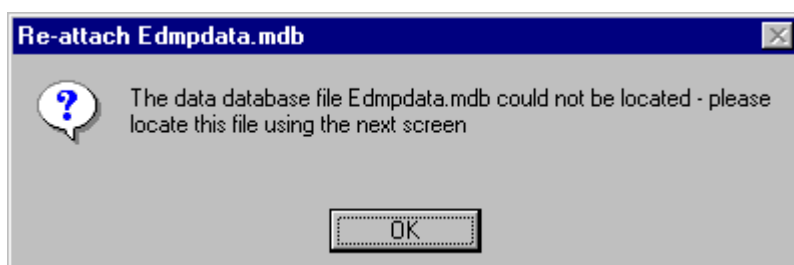 Re-attach Edmpdata.mdb
The data database file Edmpdata.mdb could not be located - please
locate this file using the next screen
OK